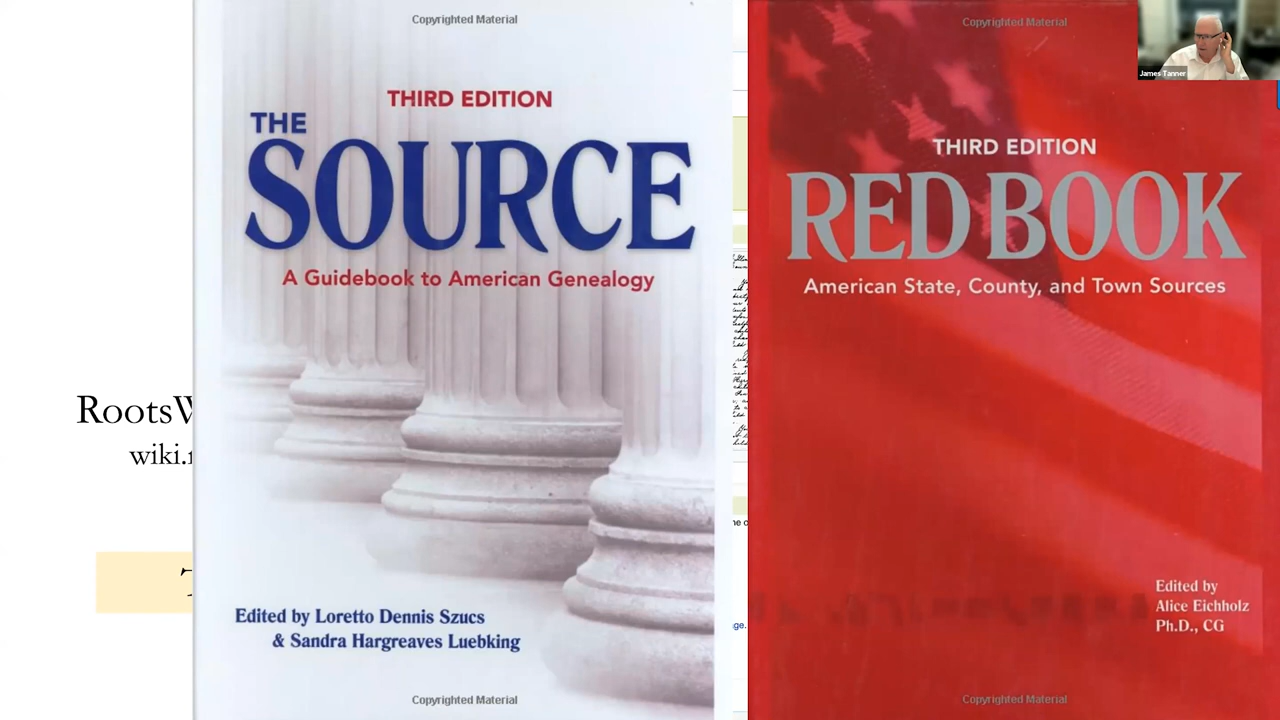 Copyrighted Material
THIRD EDITION
THE
SOURCE
A Guidebook to American Genealogy
Edited by Loretto Dennis Szucs
& Sandra Hargreaves Luebking
Copyrighted Material
RootsW
wiki.
Copyrighted Material
THIRD EDITION
RED BOOK
American State, County, and Town Sources
Edited by
Alice Eichholz
Ph.D., CG
Copyrighted Material
James Tanner